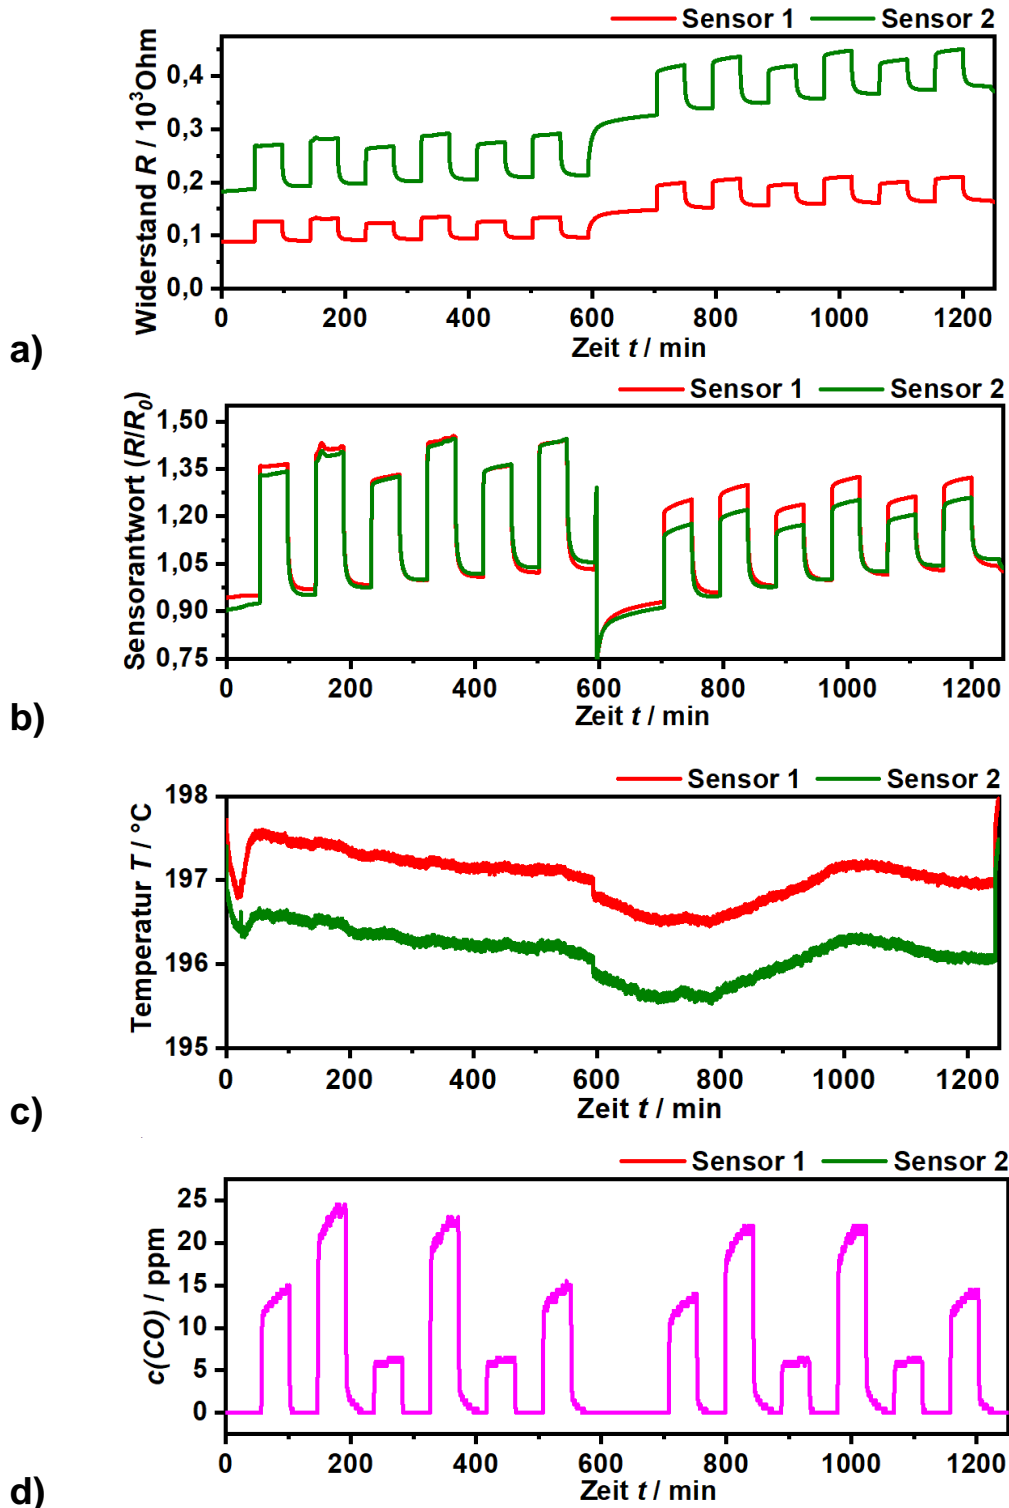 Sensor 1 Sensor 2
Widerstand R / 10³Ohm
0,4
0,3
0,2
0,1
0,0
0 200 400 600 800 1000 1200
Zeit t / min
a)
Sensor 1 Sensor 2
Sensorantwort (R/R₀)
1,50
1,35
1,20
1,05
0,90
0,75
0 200 400 600 800 1000 1200
Zeit t / min
b)
Sensor 1 Sensor 2
Temperatur T / °C
198
197
196
195
0 200 400 600 800 1000 1200
Zeit t / min
c)
Sensor 1 Sensor 2
c(CO) / ppm
25
20
15
10
5
0
0 200 400 600 800 1000 1200
Zeit t / min
d)